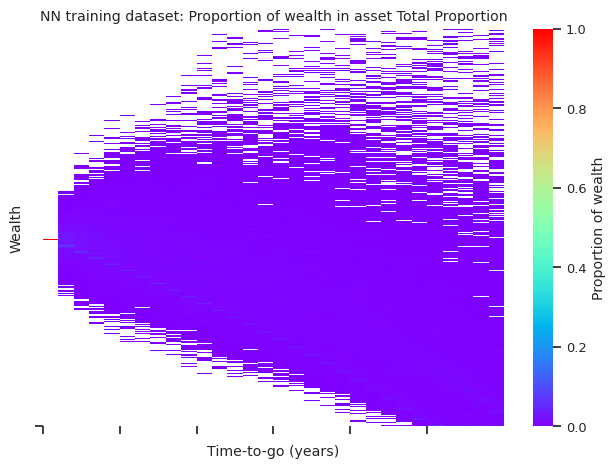 NN training dataset: Proportion of wealth in asset Total Proportion
Wealth
Time-to-go (years)
1.0
0.8
0.6
0.4
0.2
0.0
Proportion of wealth